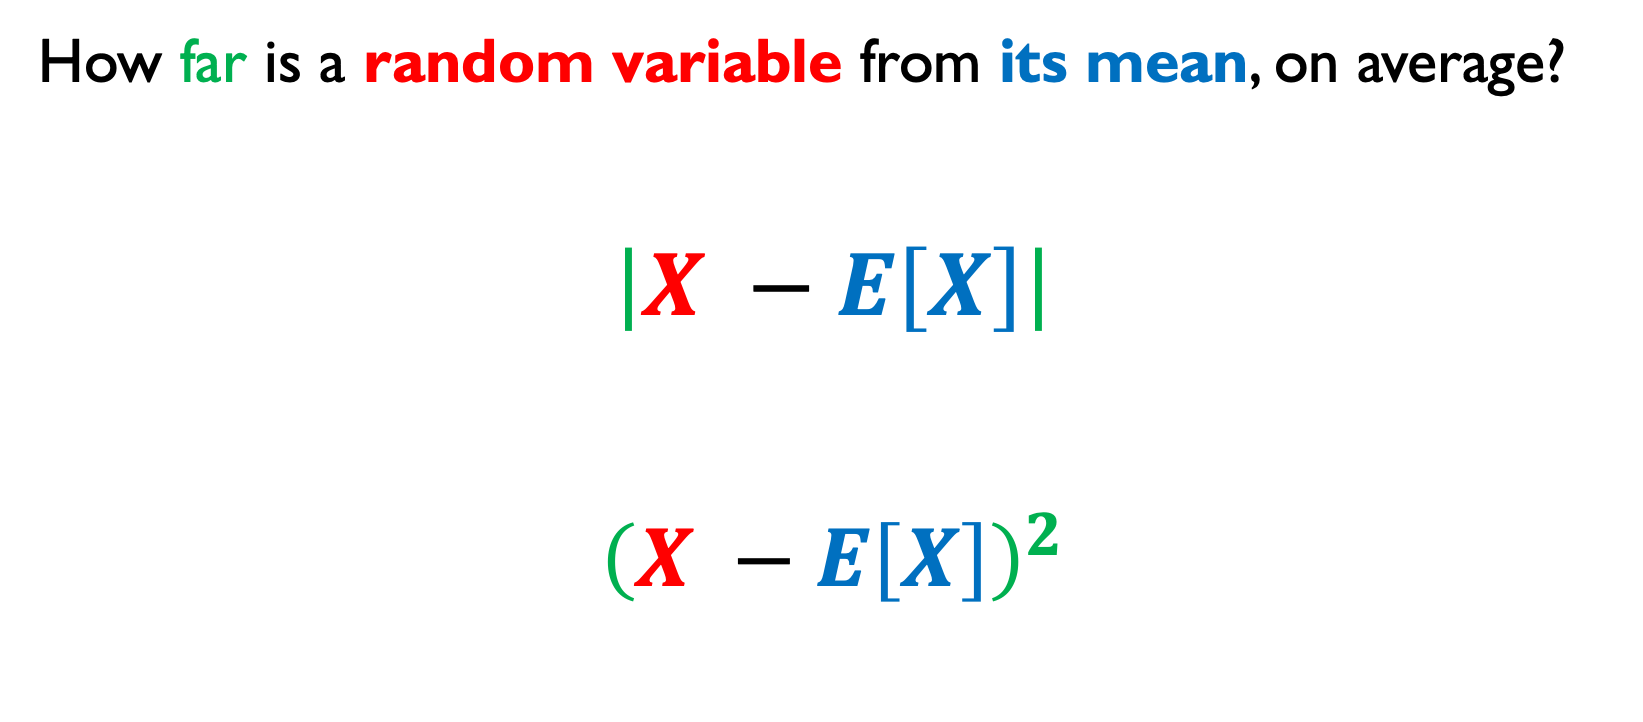 How far is a random variable from its mean, on average?
|X − E[X]|
(X − E[X])²